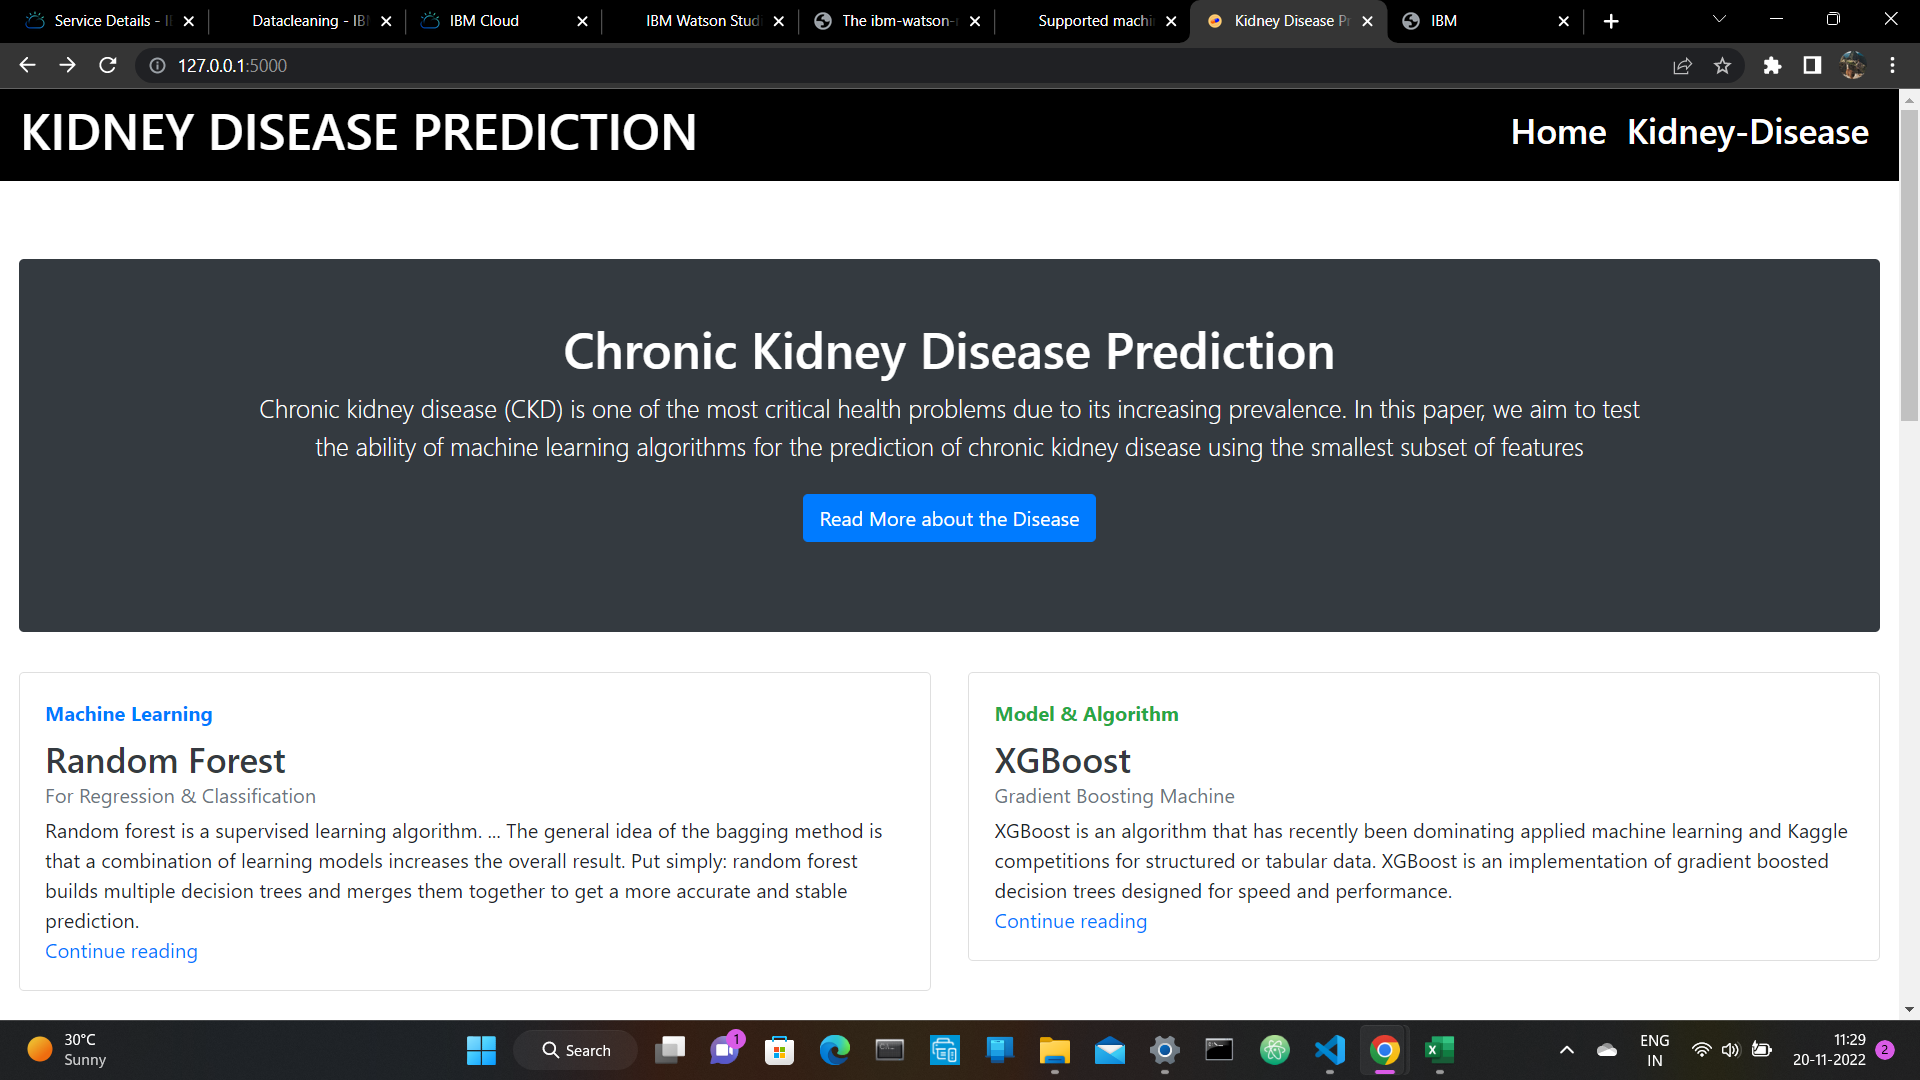 Service Details - I
Datacleaning - IB
IBM Cloud
IBM Watson Stud
The ibm-watson-
Supported machi
Kidney Disease P
IBM
127.0.0.1:5000
KIDNEY DISEASE PREDICTION
Home Kidney-Disease
Chronic Kidney Disease Prediction
Chronic kidney disease (CKD) is one of the most critical health problems due to its increasing prevalence. In this paper, we aim to test
the ability of machine learning algorithms for the prediction of chronic kidney disease using the smallest subset of features
Read More about the Disease
Machine Learning
Random Forest
For Regression & Classification
Random forest is a supervised learning algorithm. ... The general idea of the bagging method is
that a combination of learning models increases the overall result. Put simply: random forest
builds multiple decision trees and merges them together to get a more accurate and stable
prediction.
Continue reading
Model & Algorithm
XGBoost
Gradient Boosting Machine
XGBoost is an algorithm that has recently been dominating applied machine learning and Kaggle
competitions for structured or tabular data. XGBoost is an implementation of gradient boosted
decision trees designed for speed and performance.
Continue reading
30°C
Sunny
Search
1
ENG
IN
11:29
20-11-2022
2